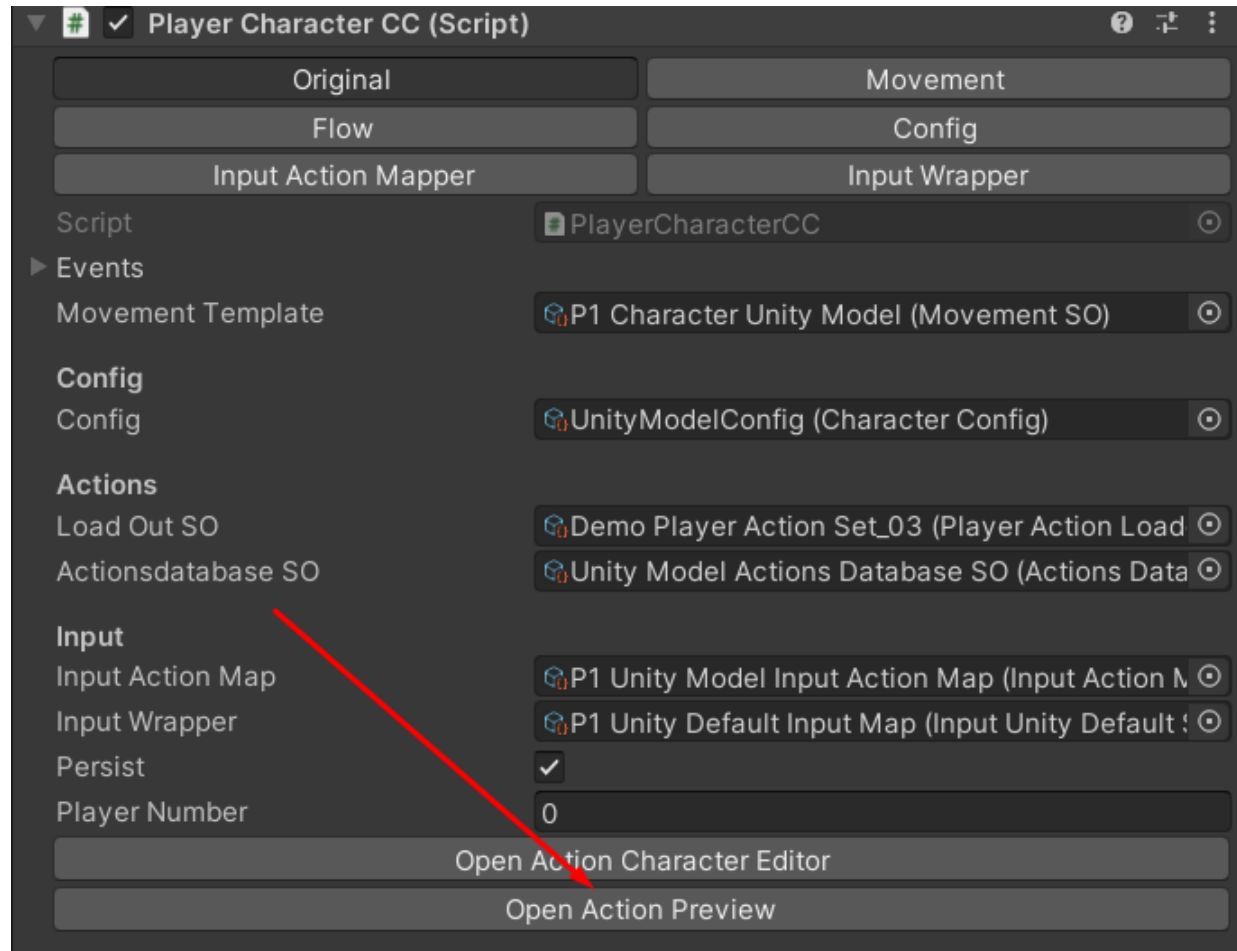 Player Character CC (Script)
Original Movement
Flow Config
Input Action Mapper Input Wrapper
Script PlayerCharacterCC
Events
Movement Template P1 Character Unity Model (Movement SO)
Config
Config UnityModelConfig (Character Config)
Actions
Load Out SO Demo Player Action Set_03 (Player Action Load
Actionsdatabase SO Unity Model Actions Database SO (Actions Data
Input
Input Action Map P1 Unity Model Input Action Map (Input Action
Input Wrapper P1 Unity Default Input Map (Input Unity Default
Persist
Player Number 0
Open Action Character Editor
Open Action Preview